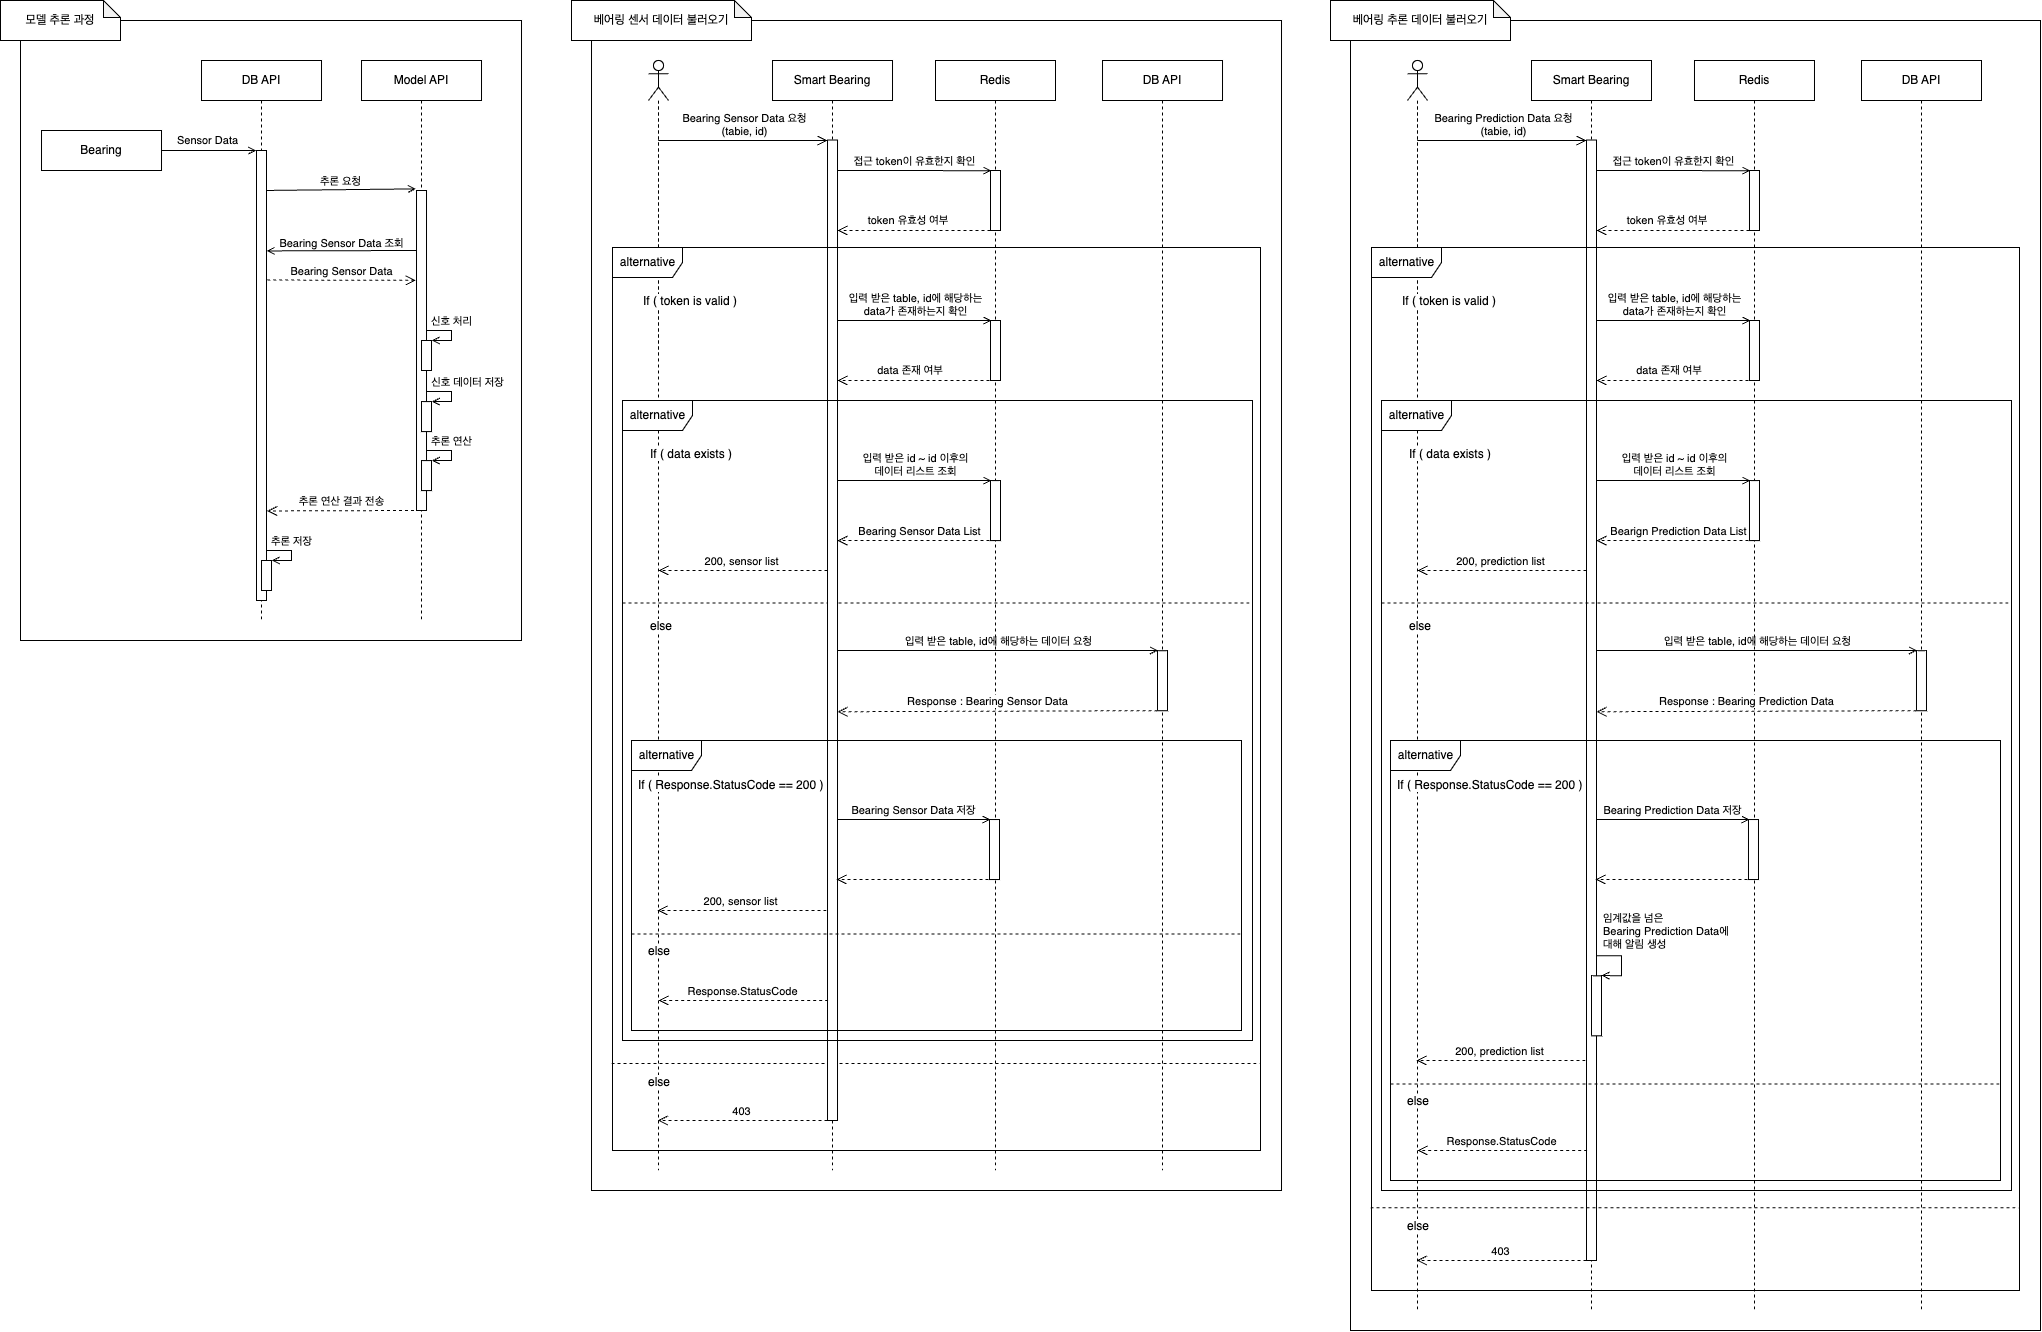 모델 추론 과정
DB API
Model API
Bearing
Sensor Data
추론 요청
Bearing Sensor Data 조회
Bearing Sensor Data
신호 처리
신호 데이터 저장
추론 연산
추론 연산 결과 전송
추론 저장
베어링 센서 데이터 불러오기
Smart Bearing
Redis
DB API
Bearing Sensor Data 요청
(tabie, id)
접근 token이 유효한지 확인
token 유효성 여부
alternative
If ( token is valid )
입력 받은 table, id에 해당하는
data가 존재하는지 확인
data 존재 여부
alternative
If ( data exists )
입력 받은 id ~ id 이후의
데이터 리스트 조회
Bearing Sensor Data List
200, sensor list
else
입력 받은 table, id에 해당하는 데이터 요청
Response : Bearing Sensor Data
alternative
If ( Response.StatusCode == 200 )
Bearing Sensor Data 저장
200, sensor list
else
Response.StatusCode
else
403
베어링 추론 데이터 불러오기
Smart Bearing
Redis
DB API
Bearing Prediction Data 요청
(tabie, id)
접근 token이 유효한지 확인
token 유효성 여부
alternative
If ( token is valid )
입력 받은 table, id에 해당하는
data가 존재하는지 확인
data 존재 여부
alternative
If ( data exists )
입력 받은 id ~ id 이후의
데이터 리스트 조회
Bearign Prediction Data List
200, prediction list
else
입력 받은 table, id에 해당하는 데이터 요청
Response : Bearing Prediction Data
alternative
If ( Response.StatusCode == 200 )
Bearing Prediction Data 저장
임계값을 넘은
Bearing Prediction Data에
대해 알림 생성
200, prediction list
else
Response.StatusCode
else
403